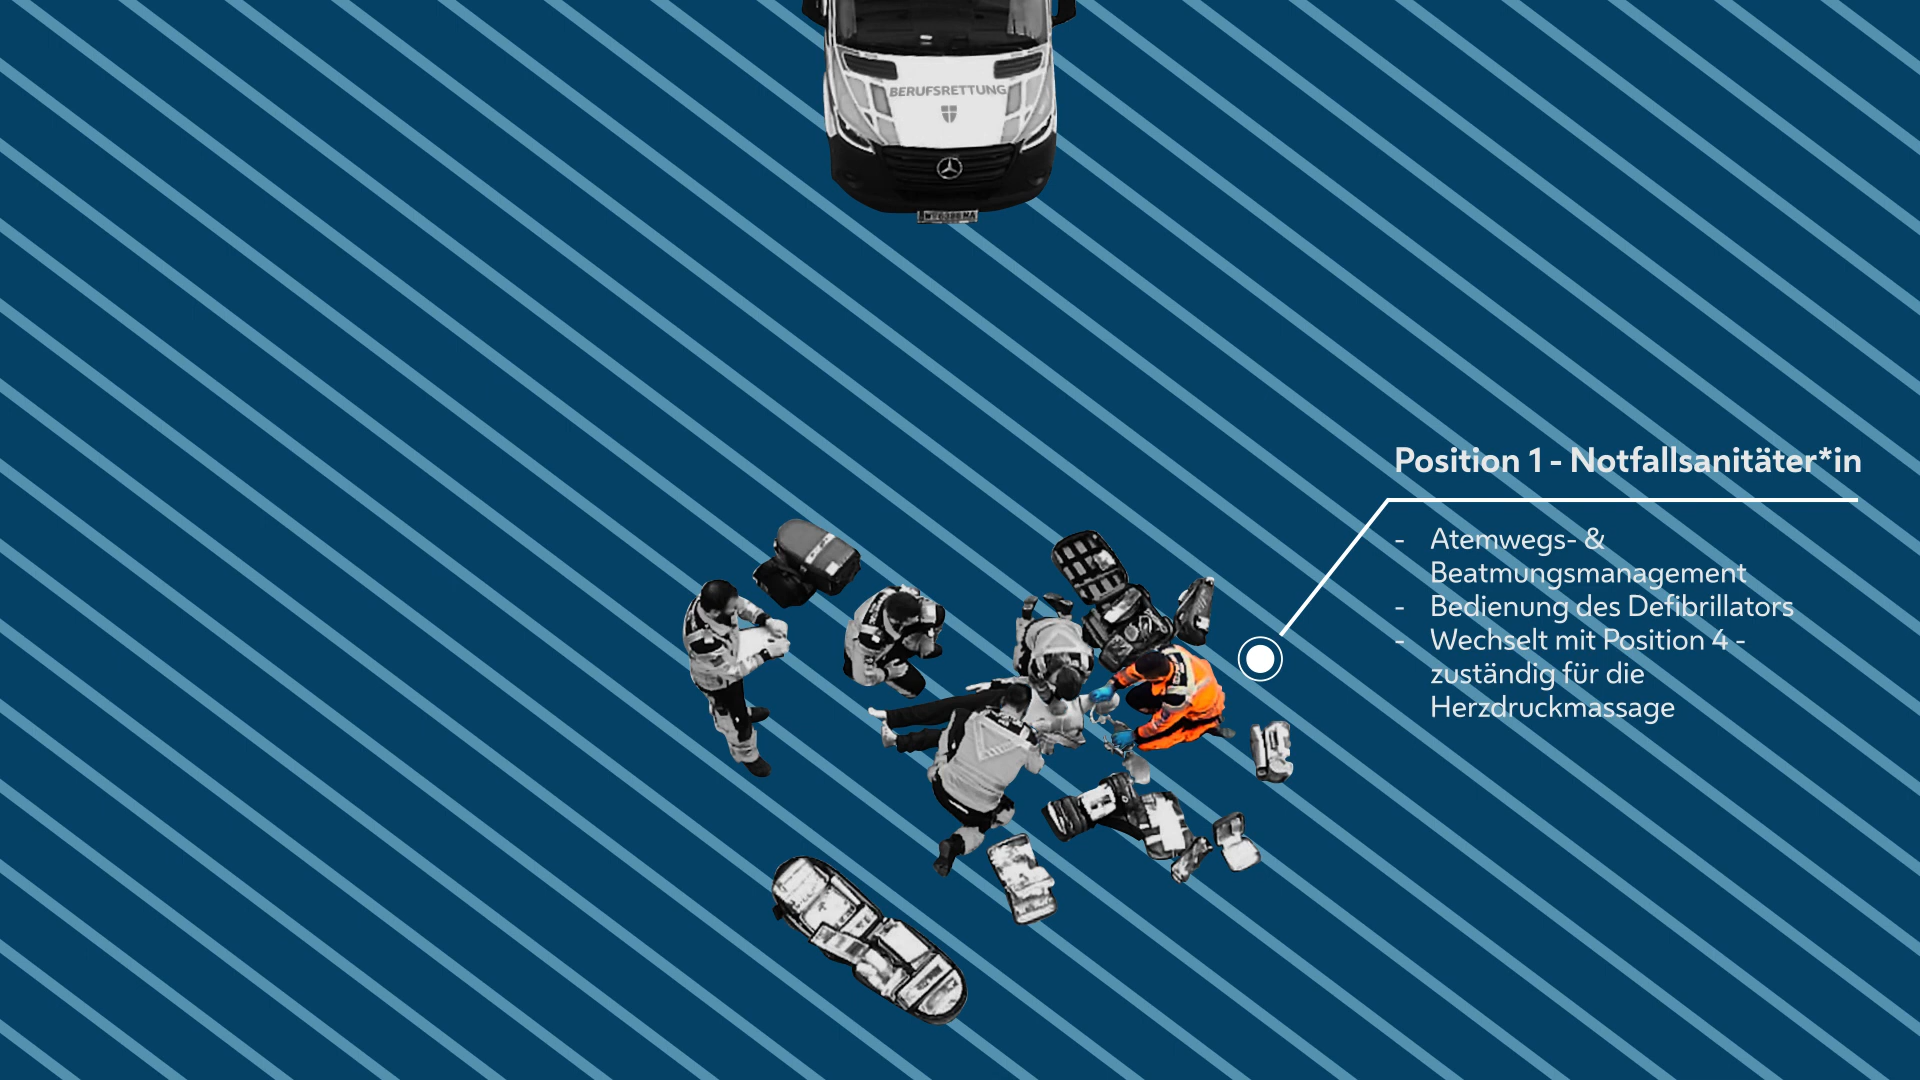 BERUFSRETTUNG
Position 1 - Notfallsanitäter*in
- Atemwegs- &
Beatmungsmanagement
- Bedienung des Defibrillators
- Wechselt mit Position 4 -
zuständig für die
Herzdruckmassage